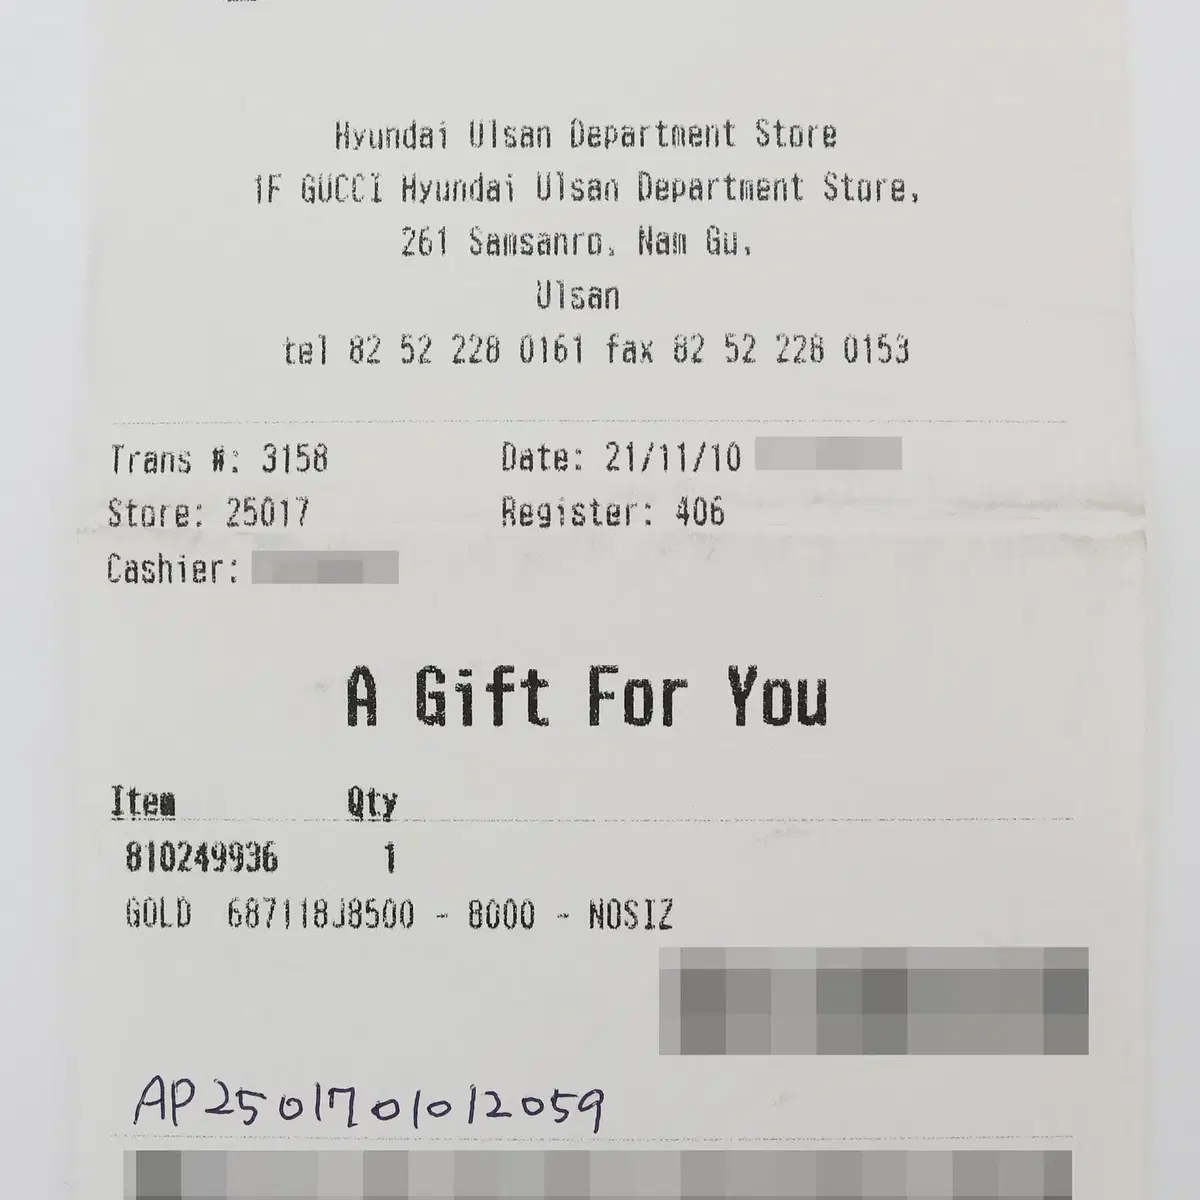 Hyundai Ulsan Department Store
1F GUCCI Hyundai Ulsan Department Store,
261 Samsanro, Nam Gu,
Ulsan
tel 82 52 228 0161 fax 82 52 228 0153
Trans #: 3158 Date: 21/11/10
Store: 25017 Register: 406
Cashier:
A Gift For You
Item Qty
810249936 1
GOLD 687118J8500 - 8000 - NOSIZ
AP2501701012059